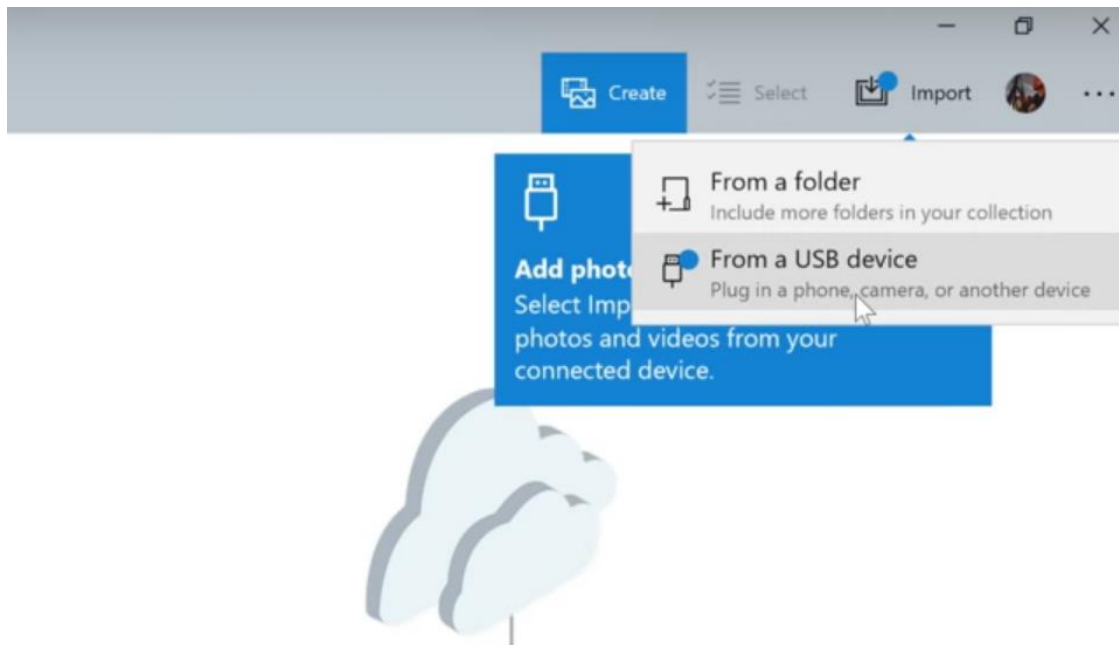 Create
Select
Import
From a folder
Include more folders in your collection
From a USB device
Plug in a phone, camera, or another device
Add phot
Select Imp
photos and videos from your
connected device.